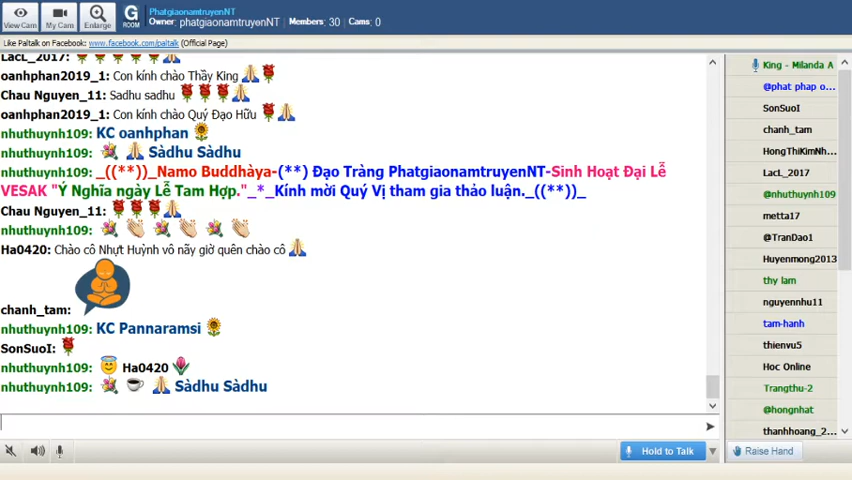 PhatgiaonamtruyenNT
Owner: phatgiaonamtruyenNT Members: 30 Cams: 0
View Cam My Cam Enlarge G ROOM
Like Paltalk on Facebook: www.facebook.com/paltalk (Official Page)
LacL_2017:
oanhphan2019_1: Con kính chào Thầy King
Chau Nguyen_11: Sadhu sadhu
oanhphan2019_1: Con kính chào Quý Đạo Hữu
nhuthuynh109: KC oanhphan
nhuthuynh109: Sàdhu Sàdhu
nhuthuynh109: _((**))_Namo Buddhàya-(**) Đạo Tràng PhatgiaonamtruyenNT-Sinh Hoạt Đại Lễ
VESAK "Ý Nghĩa ngày Lễ Tam Hợp."_*_Kính mời Quý Vị tham gia thảo luận._((**))_
Chau Nguyen_11:
nhuthuynh109:
Ha0420: Chào cô Nhựt Huỳnh vô nãy giờ quên chào cô
chanh_tam:
nhuthuynh109: KC Pannaramsi
SonSuoI:
nhuthuynh109: Ha0420
nhuthuynh109: Sàdhu Sàdhu
Hold to Talk
King - Milanda A
@phat phap o...
SonSuoI
chanh_tam
HongThiKimNh...
LacL_2017
@nhuthuynh109
metta17
@TranDao1
Huyenmong2013
thy lam
nguyennhu11
tam-hanh
thienvu5
Hoc Online
Trangthu-2
@hongnhat
thanhhoang_2...
Raise Hand